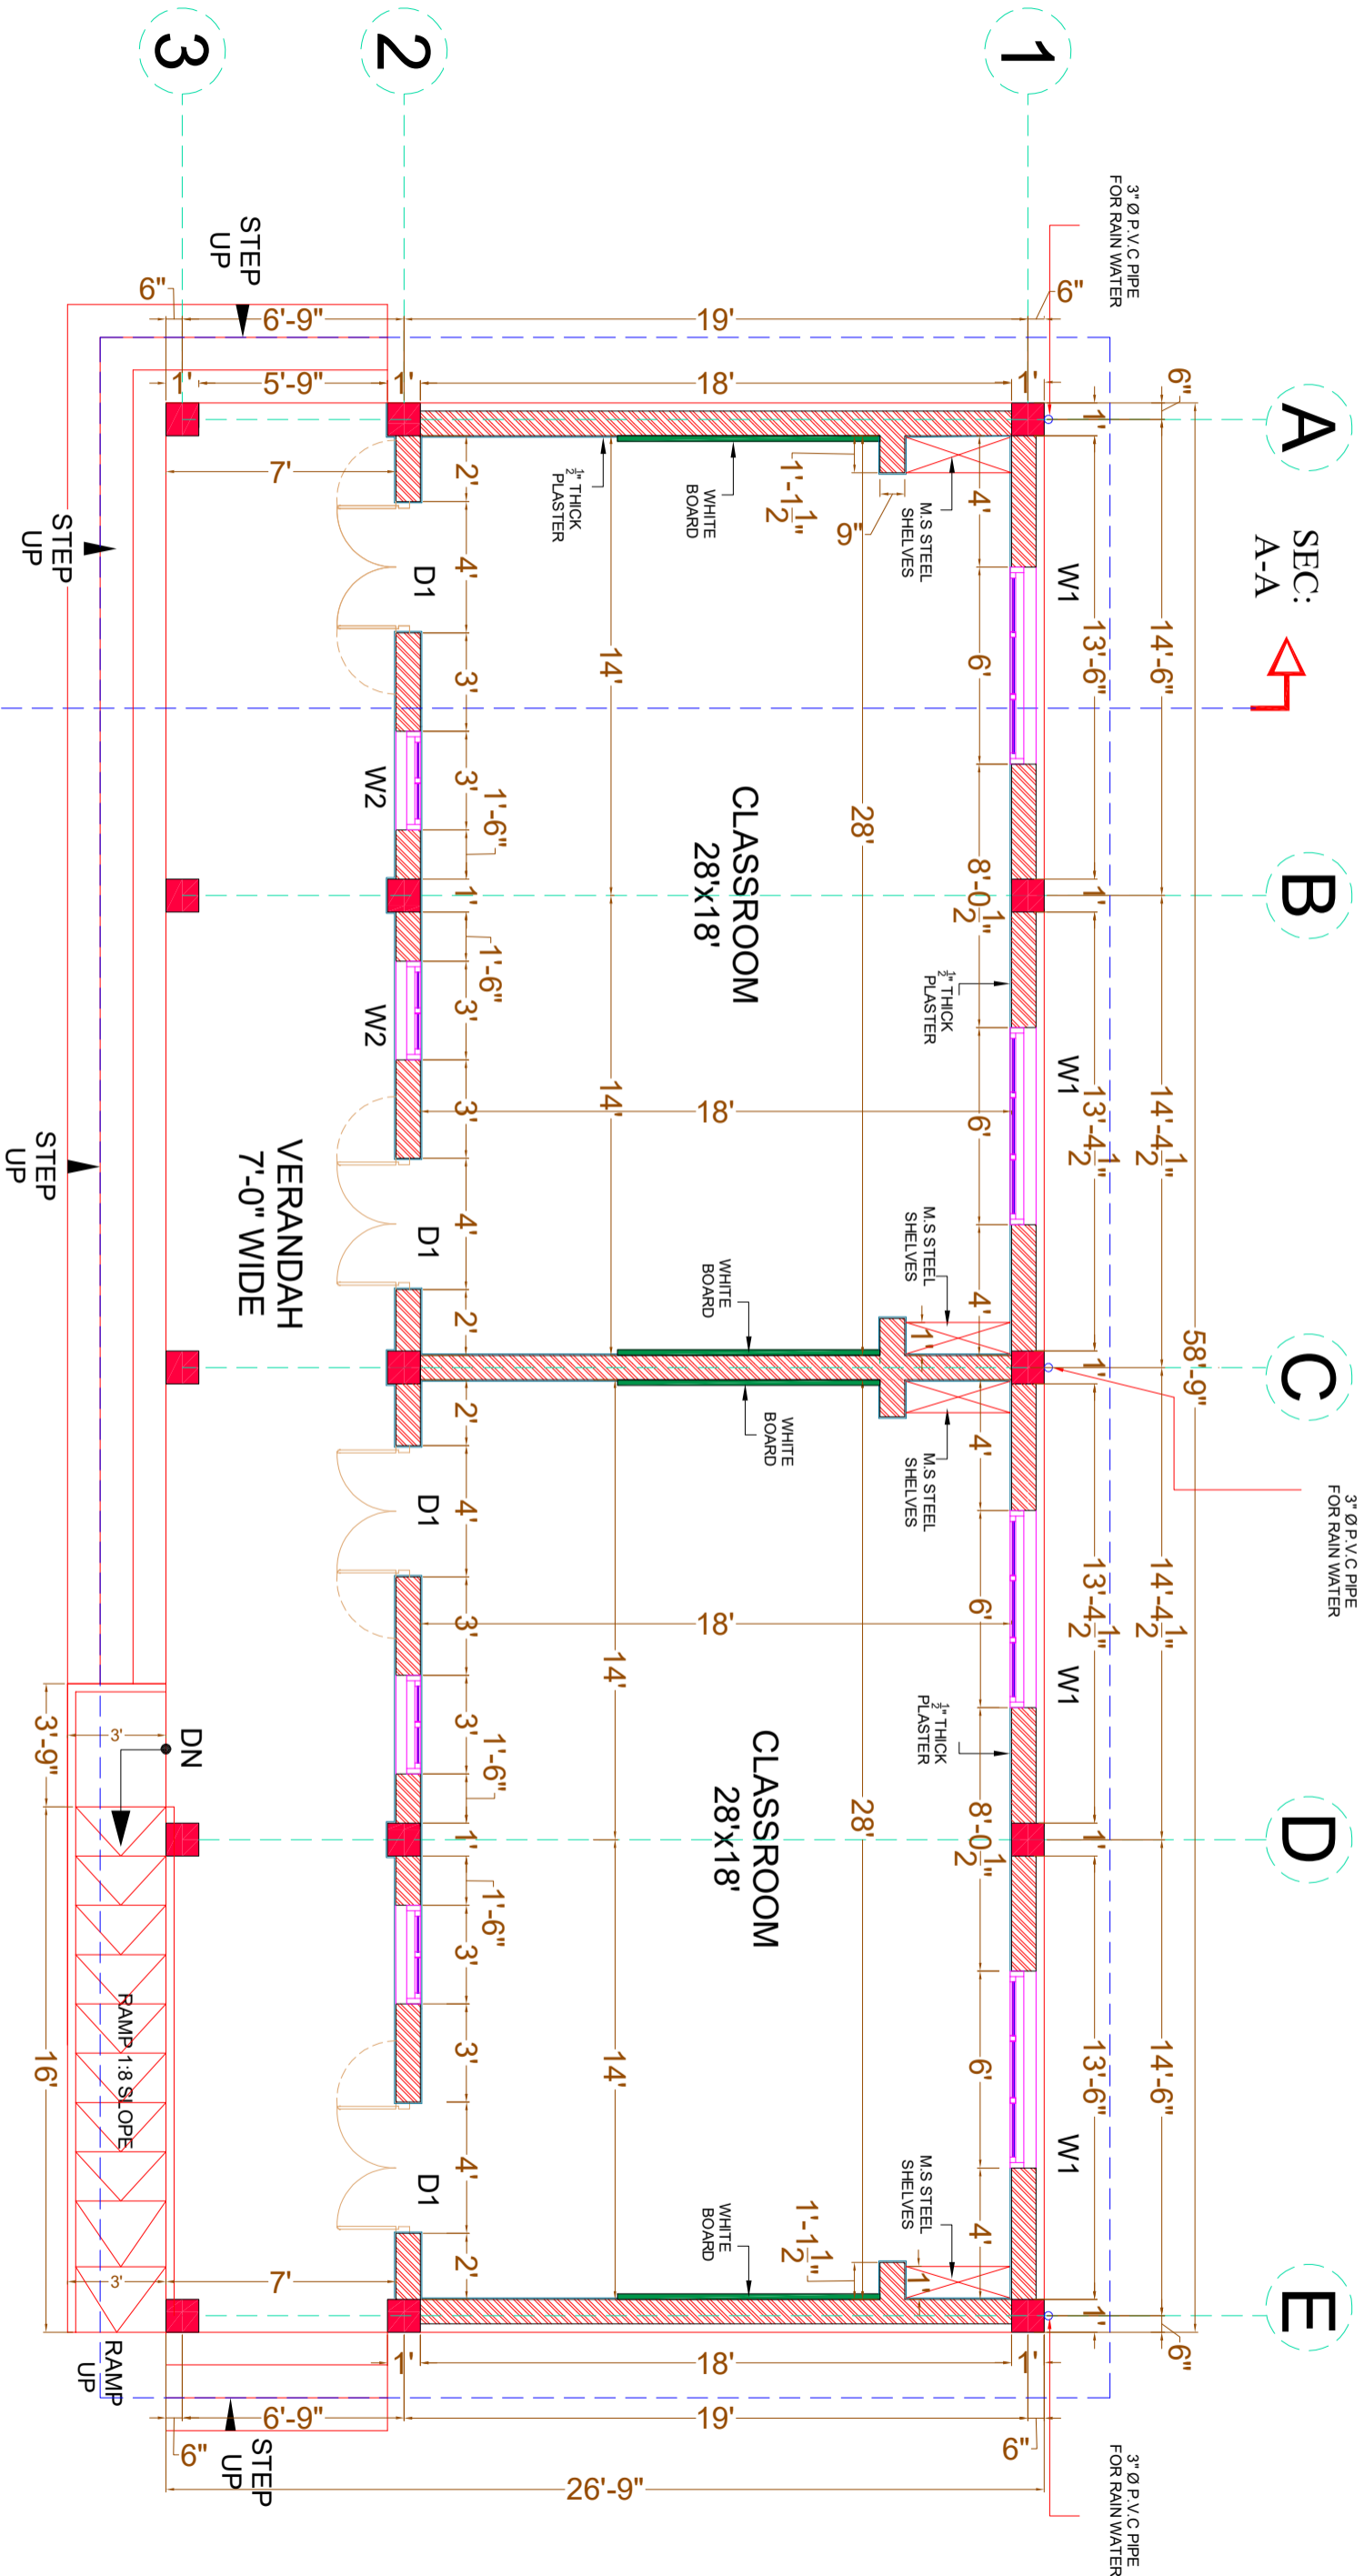 3" Ø P.V.C PIPE
FOR RAIN WATER
A
B
C
D
E
SEC:
A-A
58'-9"
6"
14'-6"
14'-4 1/2"
14'-4 1/2"
14'-6"
6"
3" Ø P.V.C PIPE
FOR RAIN WATER
3" Ø P.V.C PIPE
FOR RAIN WATER
1'
13'-6"
1'
13'-4 1/2"
1'
13'-4 1/2"
1'
13'-6"
1'
W1
W1
W1
W1
1
6"
6"
1'
1'
4'
6'
8'-0 1/2"
6'
4'
4'
6'
8'-0 1/2"
6'
4'
M.S STEEL
SHELVES
1/2" THICK
PLASTER
M.S STEEL
SHELVES
1'
M.S STEEL
SHELVES
1/2" THICK
PLASTER
M.S STEEL
SHELVES
1'
9"
28'
28'
1'-1 1/2"
1'-1 1/2"
19'
18'
WHITE
BOARD
CLASSROOM
28'x18'
18'
WHITE
BOARD
WHITE
BOARD
18'
CLASSROOM
28'x18'
WHITE
BOARD
18'
19'
26'-9"
14'
14'
14'
14'
1/2" THICK
PLASTER
2'
4'
3'
3'
1'-6"
1'
1'-6"
3'
3'
4'
2'
2'
4'
3'
3'
1'-6"
1'
1'-6"
3'
3'
4'
2'
2
1'
D1
D1
D1
D1
1'
W2
W2
6'-9"
5'-9"
7'
VERANDAH
7'-0" WIDE
7'
6'-9"
STEP
UP
STEP
UP
3
6"
1'
DN
6"
3'
RAMP 1:8 SLOPE
3'
RAMP
UP
STEP
UP
STEP
UP
3'-9"
16'